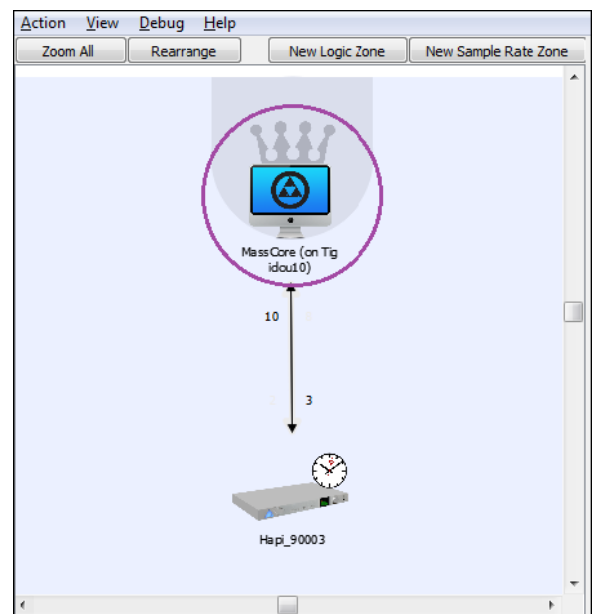 Action View Debug Help
Zoom All Rearrange New Logic Zone New Sample Rate Zone
MassCore (on Tig
idou10)
10
3
Hapi_90003